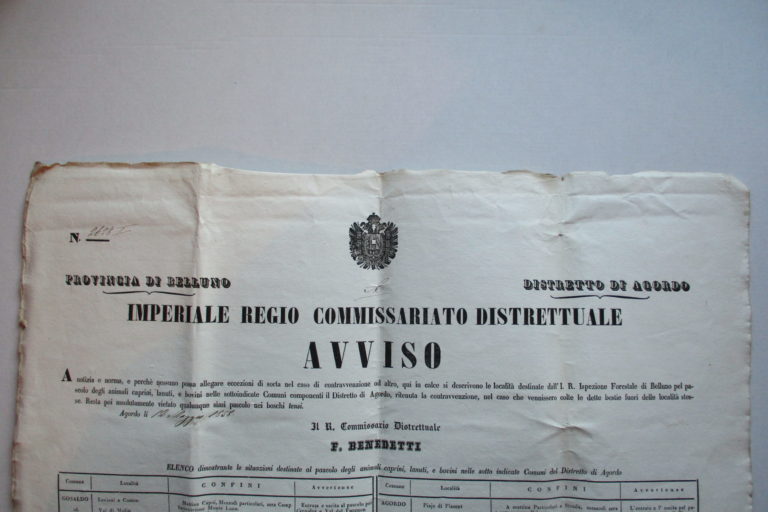 N.
PROVINCIA DI BELLUNO
DISTRETTO DI AGORDO
IMPERIALE REGIO COMMISSARIATO DISTRETTUALE
AVVISO
A notizia e norma, e perchè nessuno possa allegare eccezioni di sorta nel caso di contravvenzione od altro, qui in calce si descrivono le località destinate dall'I. R. Ispezione Forestale di Belluno pel pa-
scolo degli animali caprini, lanuti, e bovini nelle sottoindicate Comuni componenti il Distretto di Agordo, ritenuta la contravvenzione, nel caso che venissero colte le dette bestie fuori delle località stes-
se. Resta poi assolutamente vietato qualunque siasi pascolo nei boschi tensi.
Agordo li
Il R. Commissario Distrettuale
F. BENEDETTI
ELENCO dimostrante le situazioni destinate al pascolo degli animali caprini, lanuti, e bovini nelle sotto indicate Comuni del Distretto di Agordo
Comune Località CONFINI Avvertenze Comune Località CONFINI Avvertenze
GOSALDO
AGORDO